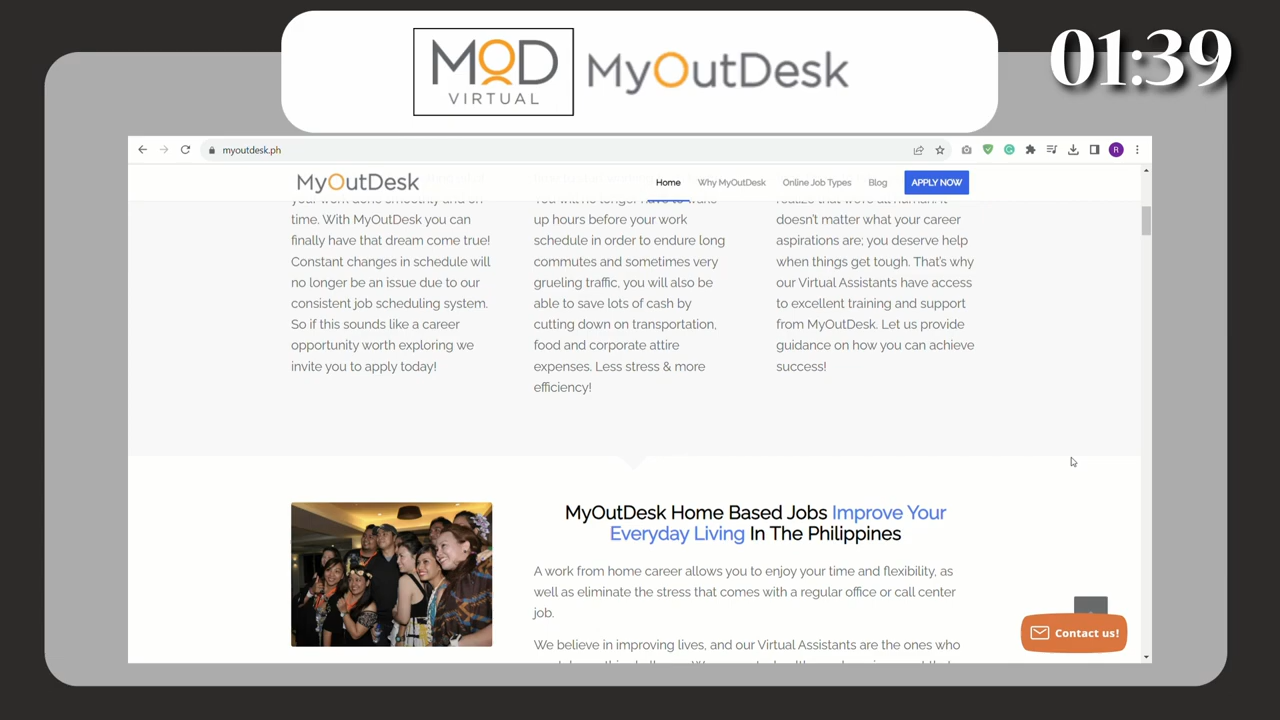 MOD
VIRTUAL
MyOutDesk
01:39
myoutdesk.ph
R
MyOutDesk
Home
Why MyOutDesk
Online Job Types
Blog
APPLY NOW
time. With MyOutDesk you can
finally have that dream come true!
Constant changes in schedule will
no longer be an issue due to our
consistent job scheduling system.
So if this sounds like a career
opportunity worth exploring we
invite you to apply today!
up hours before your work
schedule in order to endure long
commutes and sometimes very
grueling traffic, you will also be
able to save lots of cash by
cutting down on transportation,
food and corporate attire
expenses. Less stress & more
efficiency!
doesn't matter what your career
aspirations are; you deserve help
when things get tough. That's why
our Virtual Assistants have access
to excellent training and support
from MyOutDesk. Let us provide
guidance on how you can achieve
success!
MyOutDesk Home Based Jobs Improve Your
Everyday Living In The Philippines
A work from home career allows you to enjoy your time and flexibility, as
well as eliminate the stress that comes with a regular office or call center
job.
We believe in improving lives, and our Virtual Assistants are the ones who
Contact us!